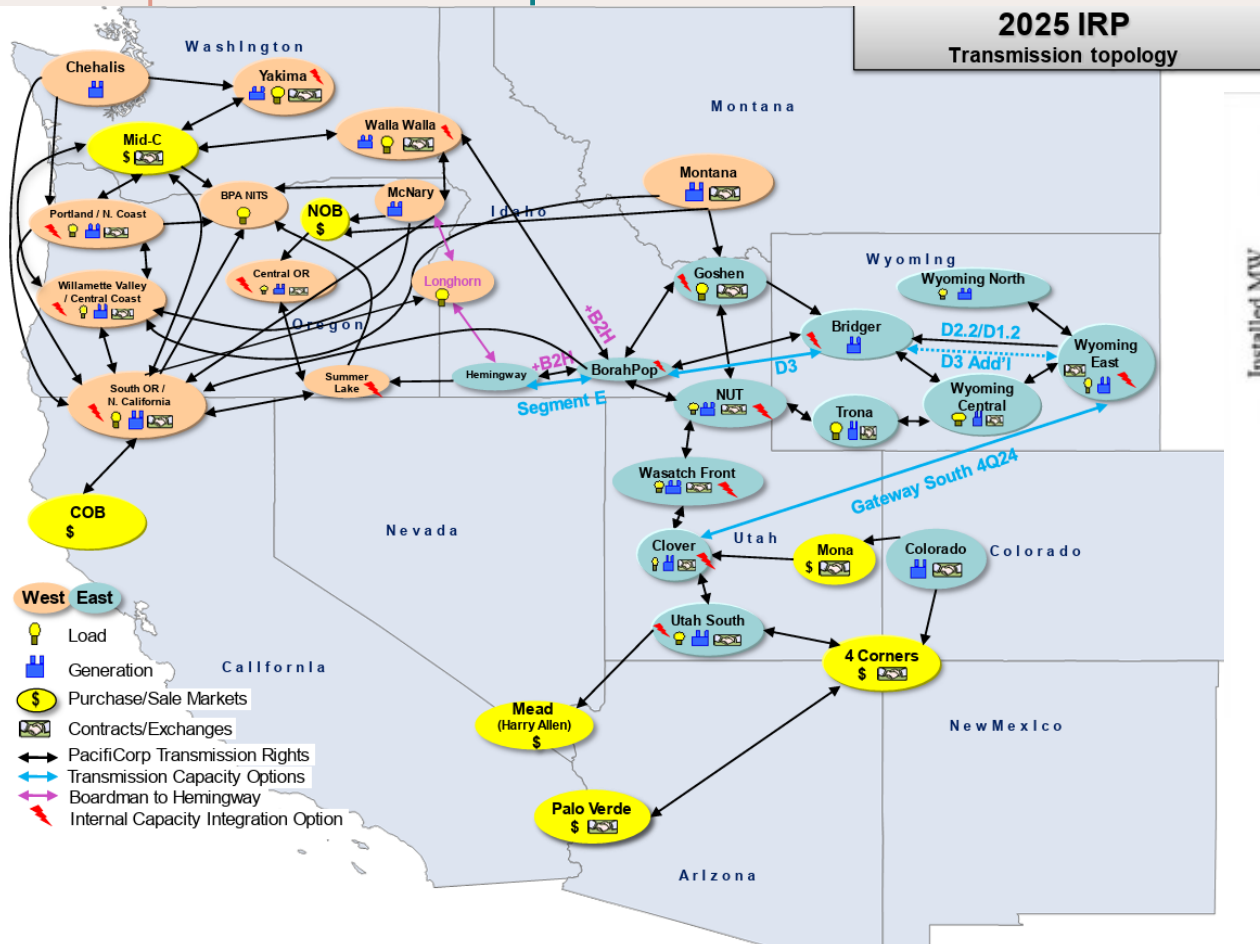 2025 IRP
Transmission topology
Washington
Chehalis
Yakima
Mid-C
$
Walla Walla
Montana
Montana
BPA NITS
McNary
NOB
$
Idaho
Portland / N. Coast
Central OR
Longhorn
Willamette Valley
/ Central Coast
Oregon
Goshen
Wyoming
Wyoming North
Bridger
D2.2/D1.2
D3 Add'l
Wyoming
East
+B2H
+B2H
Hemingway
BorahPop
D3
Segment E
Summer
Lake
South OR /
N. California
NUT
Trona
Wyoming
Central
Gateway South 4Q24
Wasatch Front
COB
$
Nevada
Clover
Utah
Mona
$
Colorado
Colorado
Utah South
4 Corners
$
Mead
(Harry Allen)
$
NewMexico
Palo Verde
$
Arizona
California
West
East
Load
Generation
$
Purchase/Sale Markets
Contracts/Exchanges
PacifiCorp Transmission Rights
Transmission Capacity Options
Boardman to Hemingway
Internal Capacity Integration Option
Installed MW